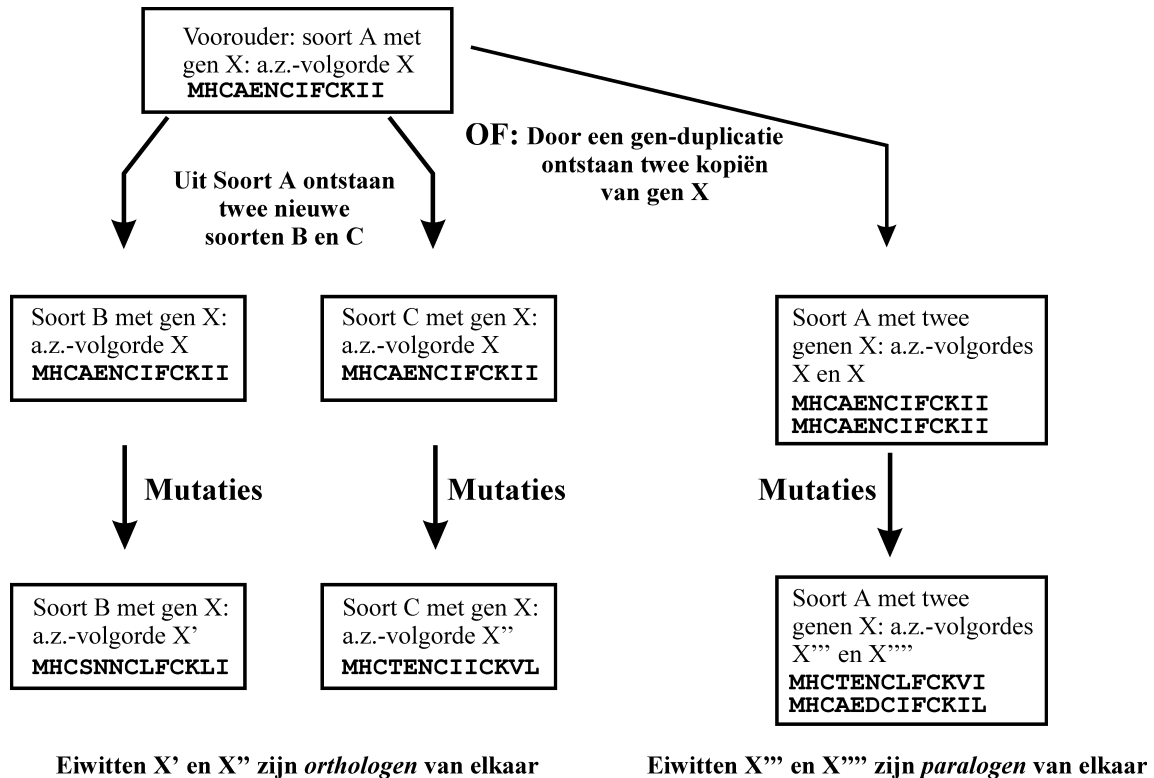 Voorouder: soort A met
gen X: a.z.-volgorde X
MHCAENCIFCKII
OF: Door een gen-duplicatie
ontstaan twee kopiën
van gen X
Uit Soort A ontstaan
twee nieuwe
soorten B en C
Soort B met gen X:
a.z.-volgorde X
MHCAENCIFCKII
Soort C met gen X:
a.z.-volgorde X
MHCAENCIFCKII
Soort A met twee
genen X: a.z.-volgordes
X en X
MHCAENCIFCKII
MHCAENCIFCKII
Mutaties
Mutaties
Mutaties
Soort B met gen X:
a.z.-volgorde X’
MHCSNNCLFCKLI
Soort C met gen X:
a.z.-volgorde X’’
MHCTENCIICKVL
Soort A met twee
genen X: a.z.-volgordes
X’’’ en X’’’’
MHCTENCLFCKVI
MHCAEDCIFCKIL
Eiwitten X’ en X’’ zijn orthologen van elkaar
Eiwitten X’’’ en X’’’’ zijn paralogen van elkaar